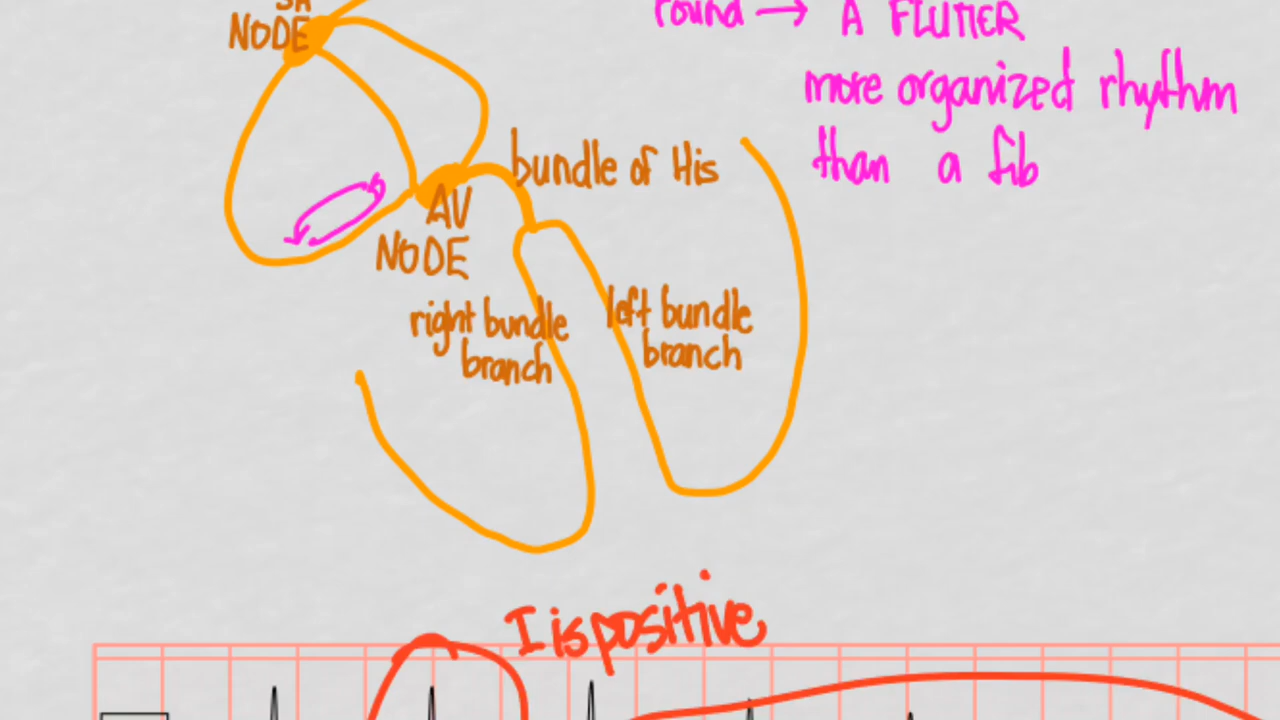 SA
NODE
round → A FLUTTER
more organized rhythm
than a fib
bundle of His
AV
NODE
right bundle
branch
left bundle
branch
I is positive